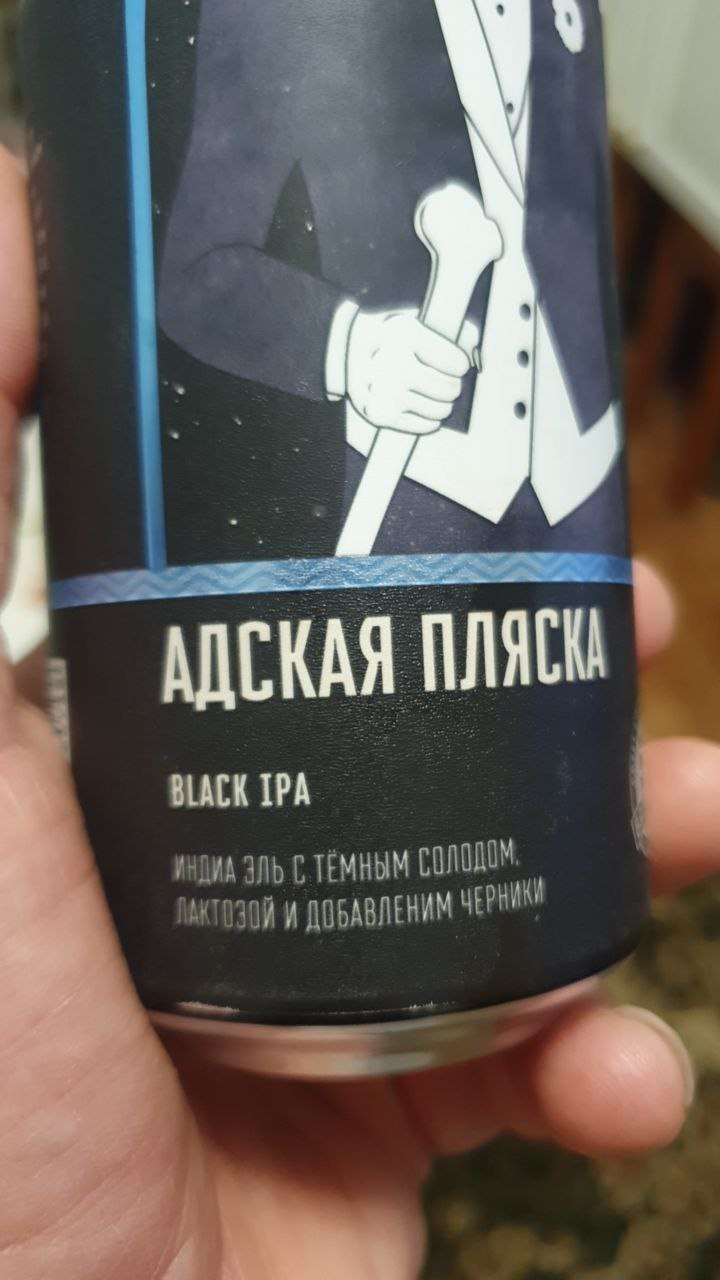 АДСКАЯ ПЛЯСКА
BLACK IPA
ИНДИА ЭЛЬ С ТЁМНЫМ СОЛОДОМ,
ЛАКТОЗОЙ И ДОБАВЛЕНИМ ЧЕРНИКИ